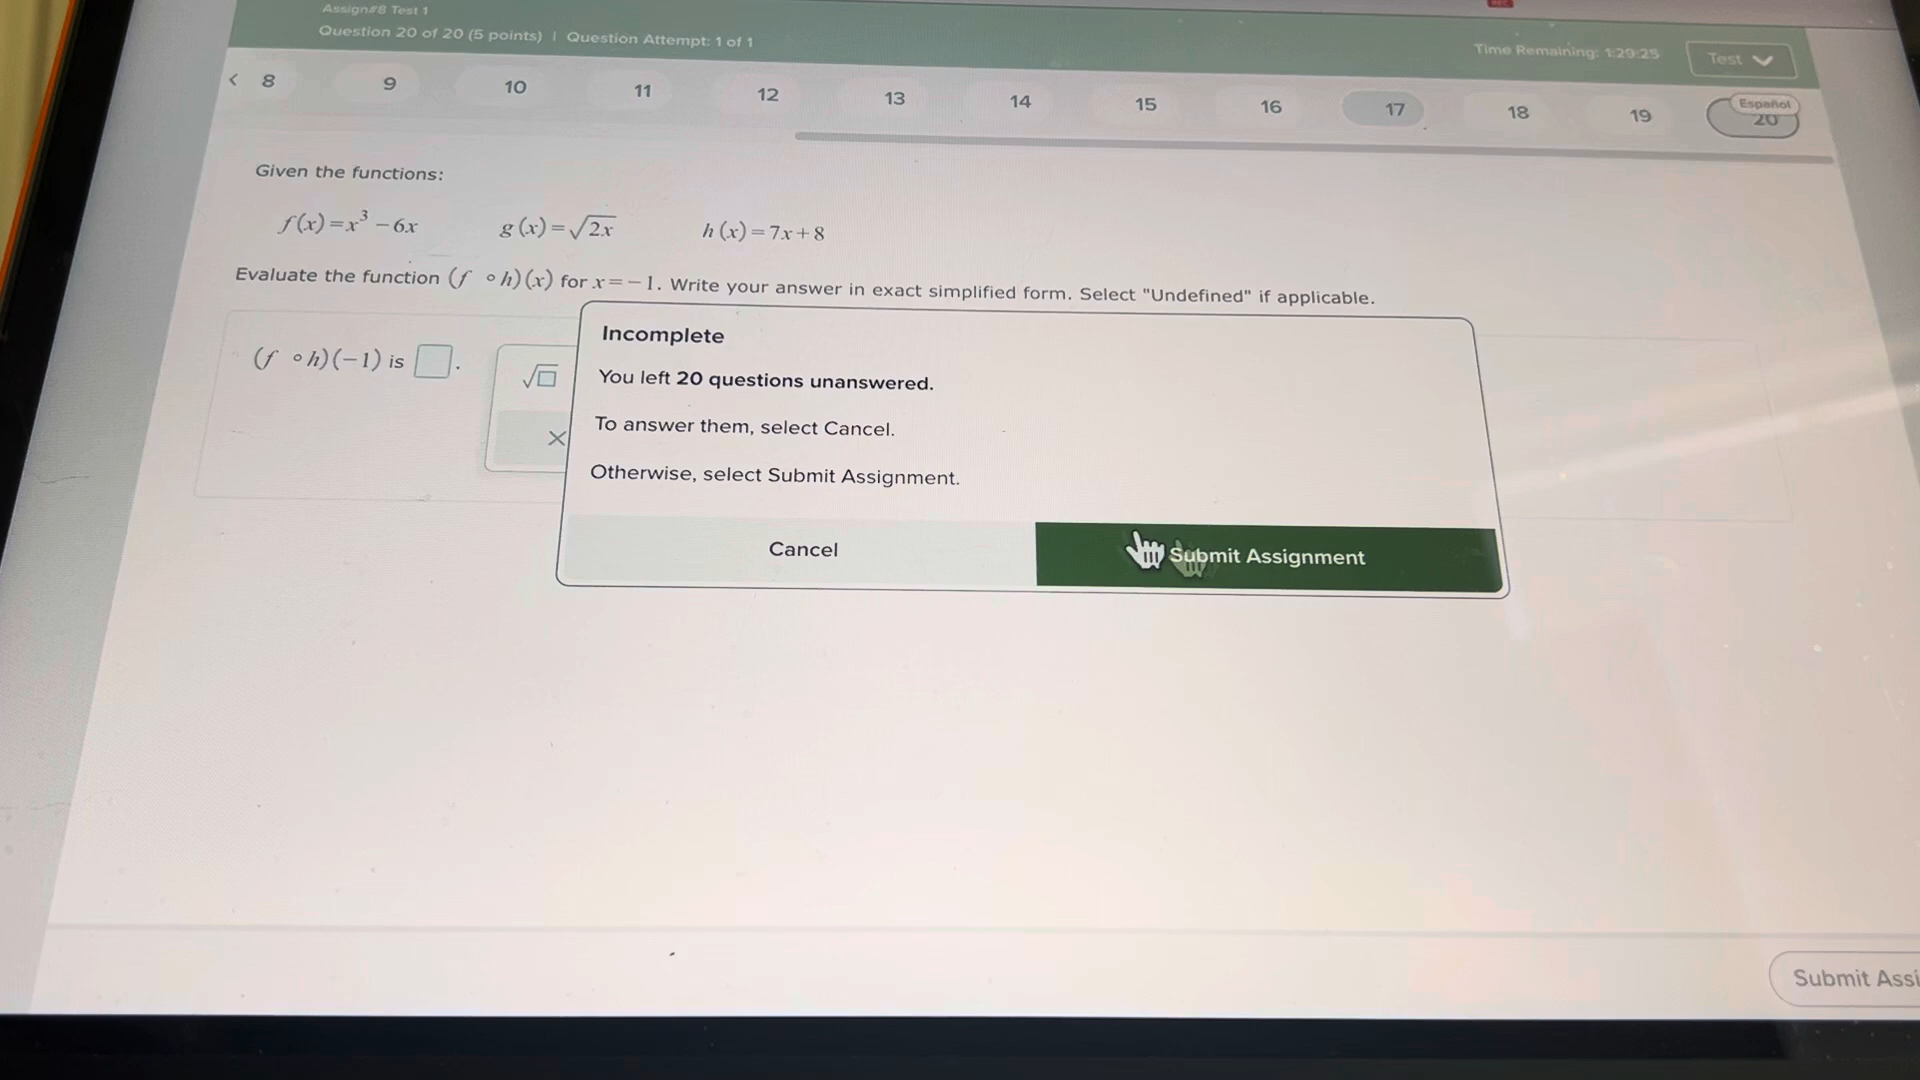 REC
Assign#8 Test 1
Question 20 of 20 (5 points) | Question Attempt: 1 of 1
Time Remaining: 1:29:25
Test
< 8 9 10 11 12 13 14 15 16 17 18 19 20
Español
Given the functions:
f(x)=x³−6x g(x)=√2x h(x)=7x+8
Evaluate the function (f ∘h)(x) for x=−1. Write your answer in exact simplified form. Select "Undefined" if applicable.
(f ∘h)(−1) is □.
√□
×
Incomplete
You left 20 questions unanswered.
To answer them, select Cancel.
Otherwise, select Submit Assignment.
Cancel
Submit Assignment
Submit Assi